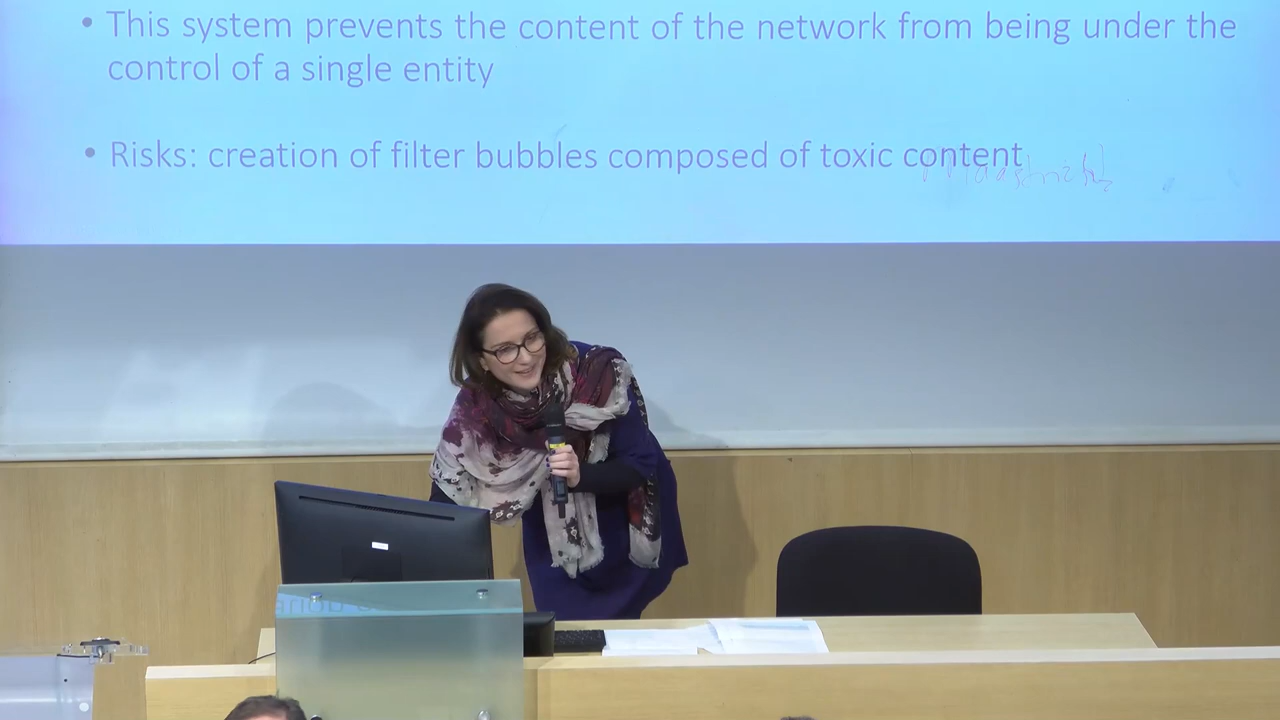 • This system prevents the content of the network from being under the
control of a single entity
• Risks: creation of filter bubbles composed of toxic content